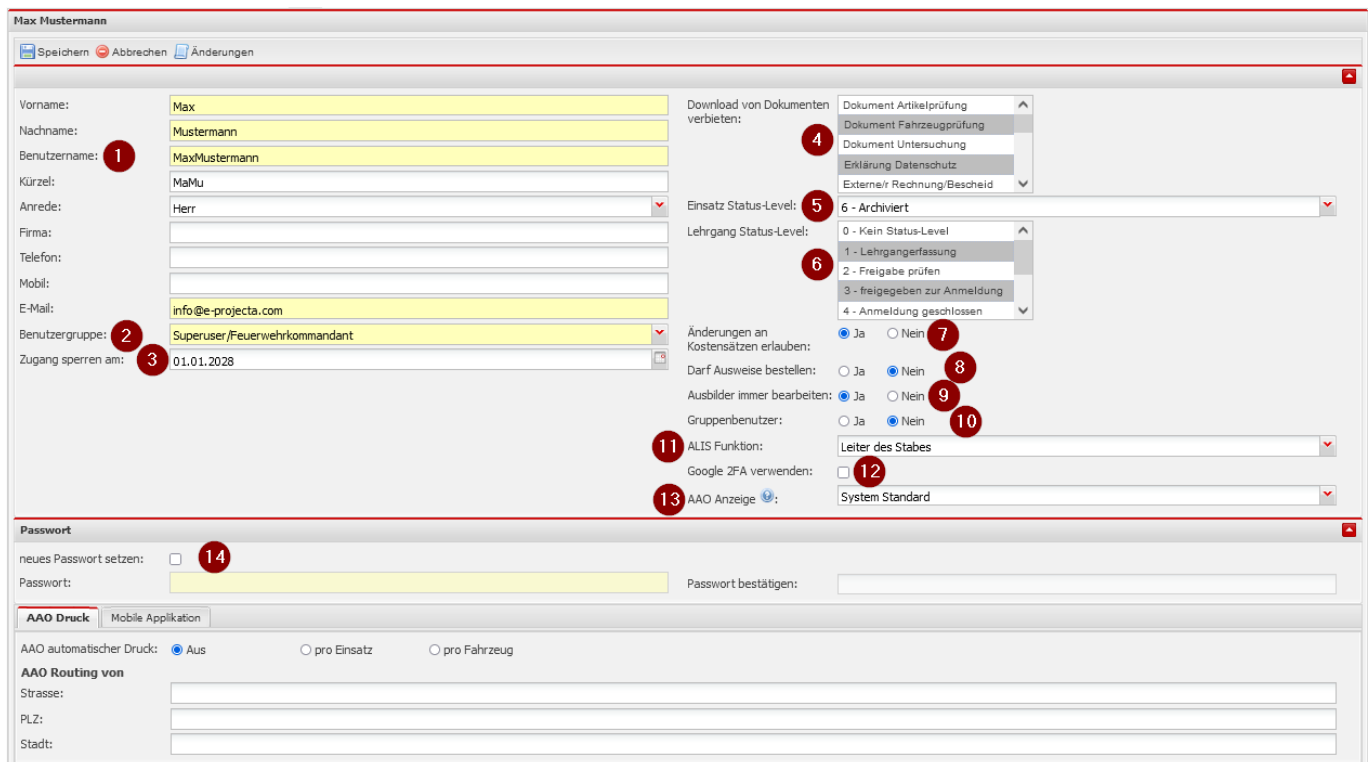 Max Mustermann
Speichern Abbrechen Änderungen
Vorname: Max
Nachname: Mustermann
Benutzername: 1 MaxMustermann
Kürzel: MaMu
Anrede: Herr
Firma:
Telefon:
Mobil:
E-Mail: info@e-projecta.com
Benutzergruppe: 2 Superuser/Feuerwehrkommandant
Zugang sperren am: 3 01.01.2028
Download von Dokumenten
verbieten:
4
Dokument Artikelprüfung
Dokument Fahrzeugprüfung
Dokument Untersuchung
Erklärung Datenschutz
Externe/r Rechnung/Bescheid
Einsatz Status-Level: 5 6 - Archiviert
Lehrgang Status-Level:
6
0 - Kein Status-Level
1 - Lehrgangerfassung
2 - Freigabe prüfen
3 - freigegeben zur Anmeldung
4 - Anmeldung geschlossen
Änderungen an
Kostensätzen erlauben:
Ja Nein 7
Darf Ausweise bestellen: Ja Nein 8
Ausbilder immer bearbeiten: Ja Nein 9
Gruppenbenutzer: Ja Nein 10
11 ALIS Funktion: Leiter des Stabes
Google 2FA verwenden: 12
13 AAO Anzeige ?: System Standard
Passwort
neues Passwort setzen: 14
Passwort: Passwort bestätigen:
AAO Druck Mobile Applikation
AAO automatischer Druck: Aus pro Einsatz pro Fahrzeug
AAO Routing von
Strasse:
PLZ:
Stadt: